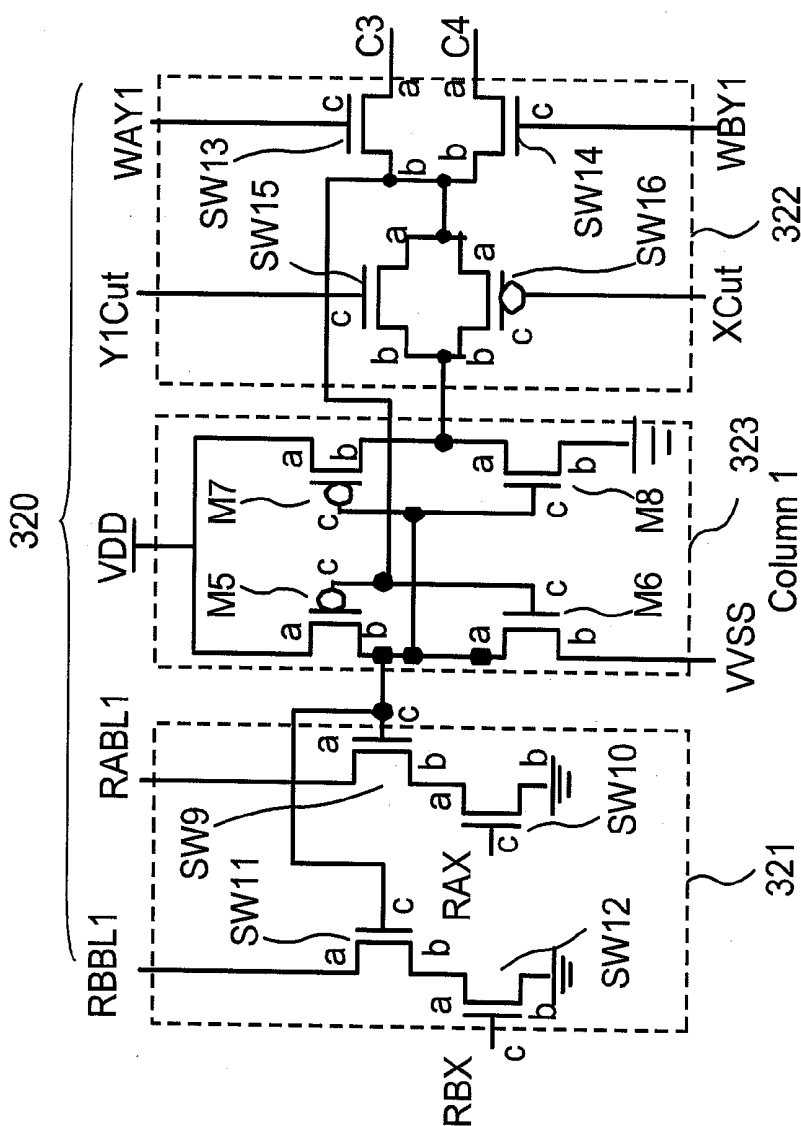 320
RBBL1
RABL1
VDD
Y1Cut
WAY1
SW11
SW9
a
c
b
a
c
b
M5
a
c
b
M7
a
c
b
SW15
SW13
c
a
b
c
a
b
C3
RBX
SW12
a
c
b
RAX
SW10
a
c
b
M6
a
c
b
M8
a
c
b
SW16
SW14
a
b
c
b
a
c
C4
321
VVSS
Column 1
323
XCut
322
WBY1